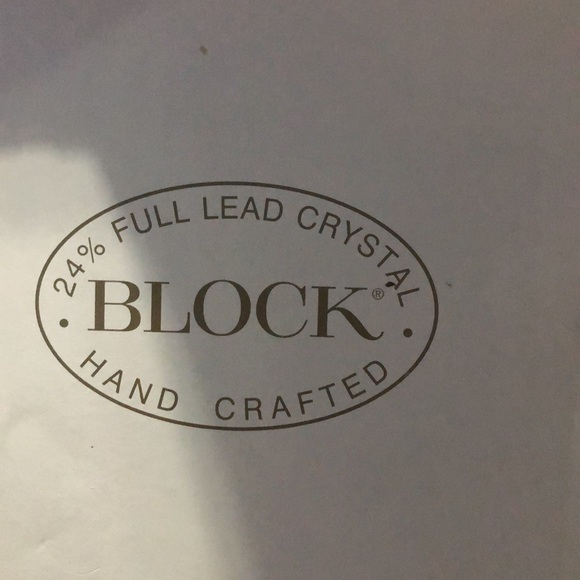 24% FULL LEAD CRYSTAL
BLOCK®
HAND CRAFTED